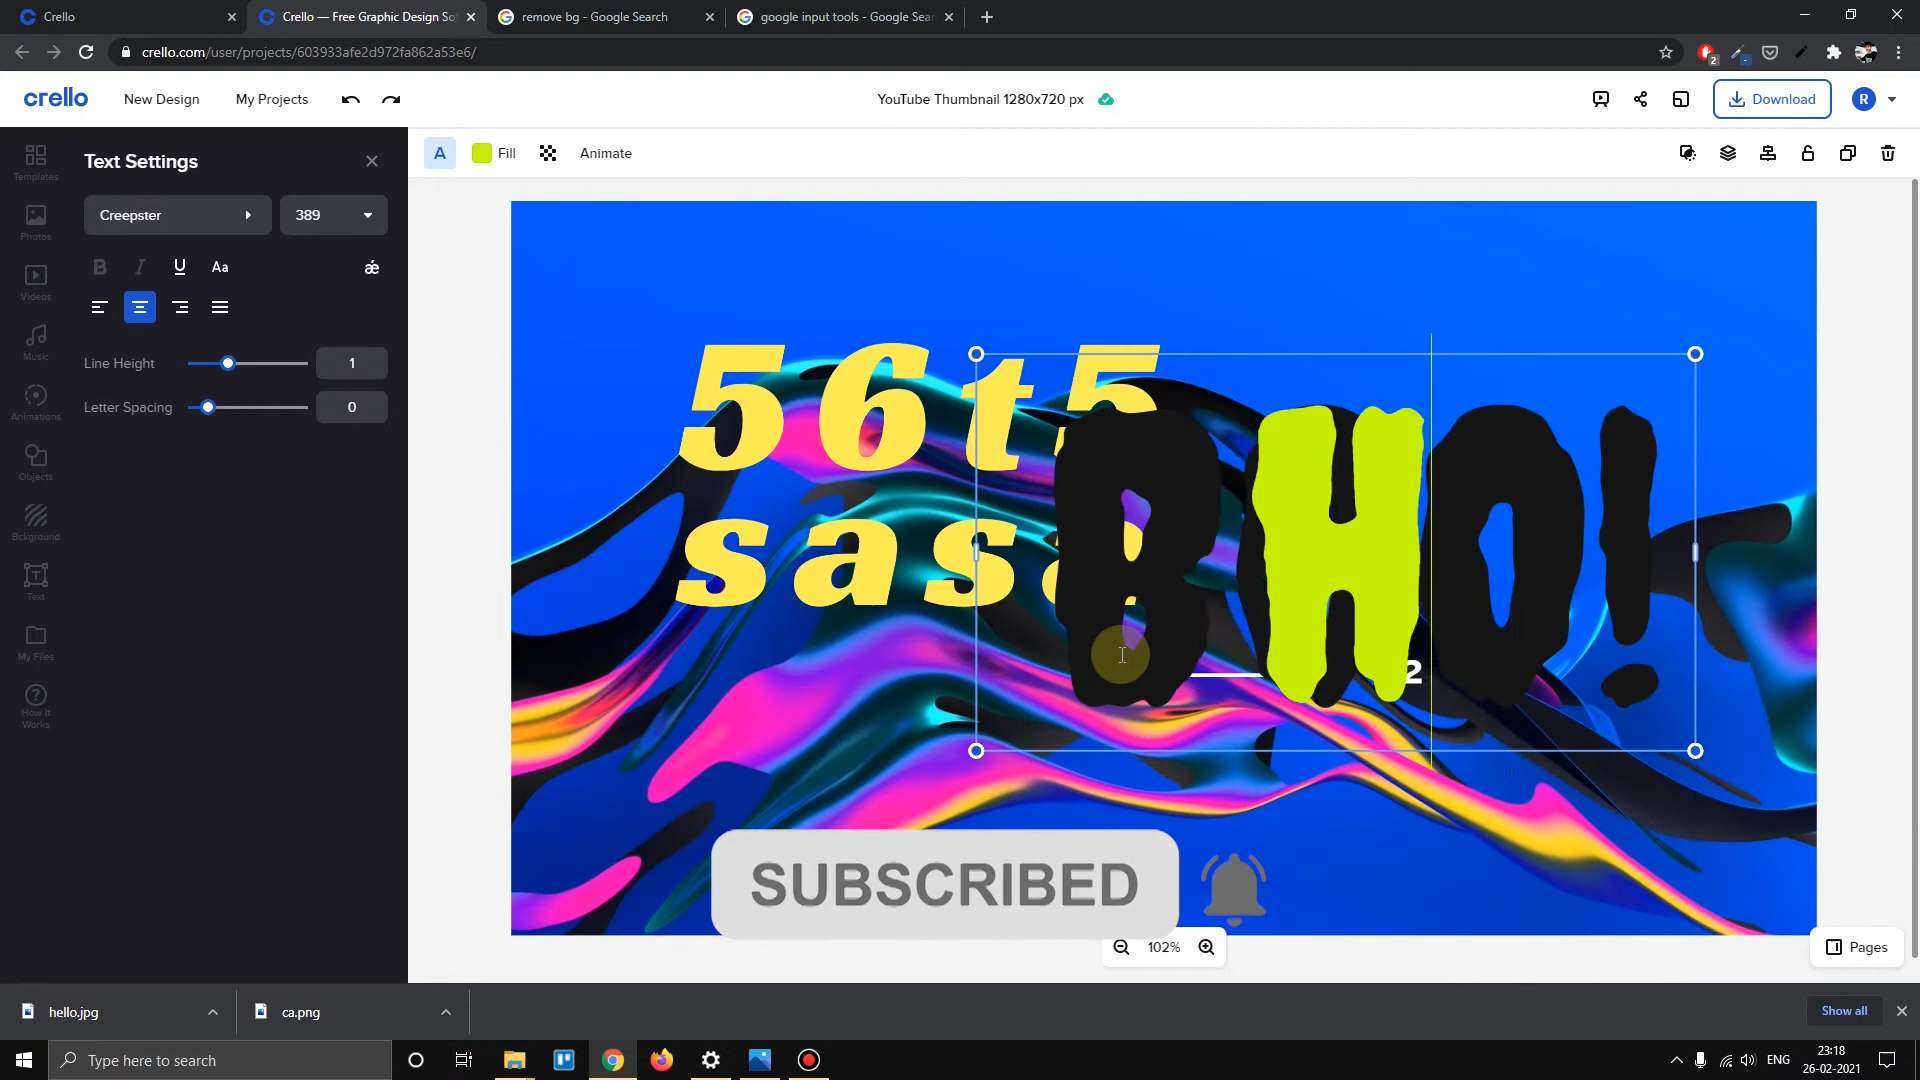 Crello
Crello — Free Graphic Design So
remove bg - Google Search
google input tools - Google Sear
crello.com/user/projects/603933afe2d972fa862a53e6/
2
crello
New Design
My Projects
YouTube Thumbnail 1280x720 px
Download
R
Templates
Photos
Videos
Music
Animations
Objects
Bckground
Text
My Files
How It
Works
Text Settings
Creepster
389
B
I
U
Aa
ǽ
Line Height
1
Letter Spacing
0
A
Fill
Animate
56t5
sasa
BHO!
2
SUBSCRIBED
102%
Pages
hello.jpg
ca.png
Show all
Type here to search
ENG
23:18
26-02-2021